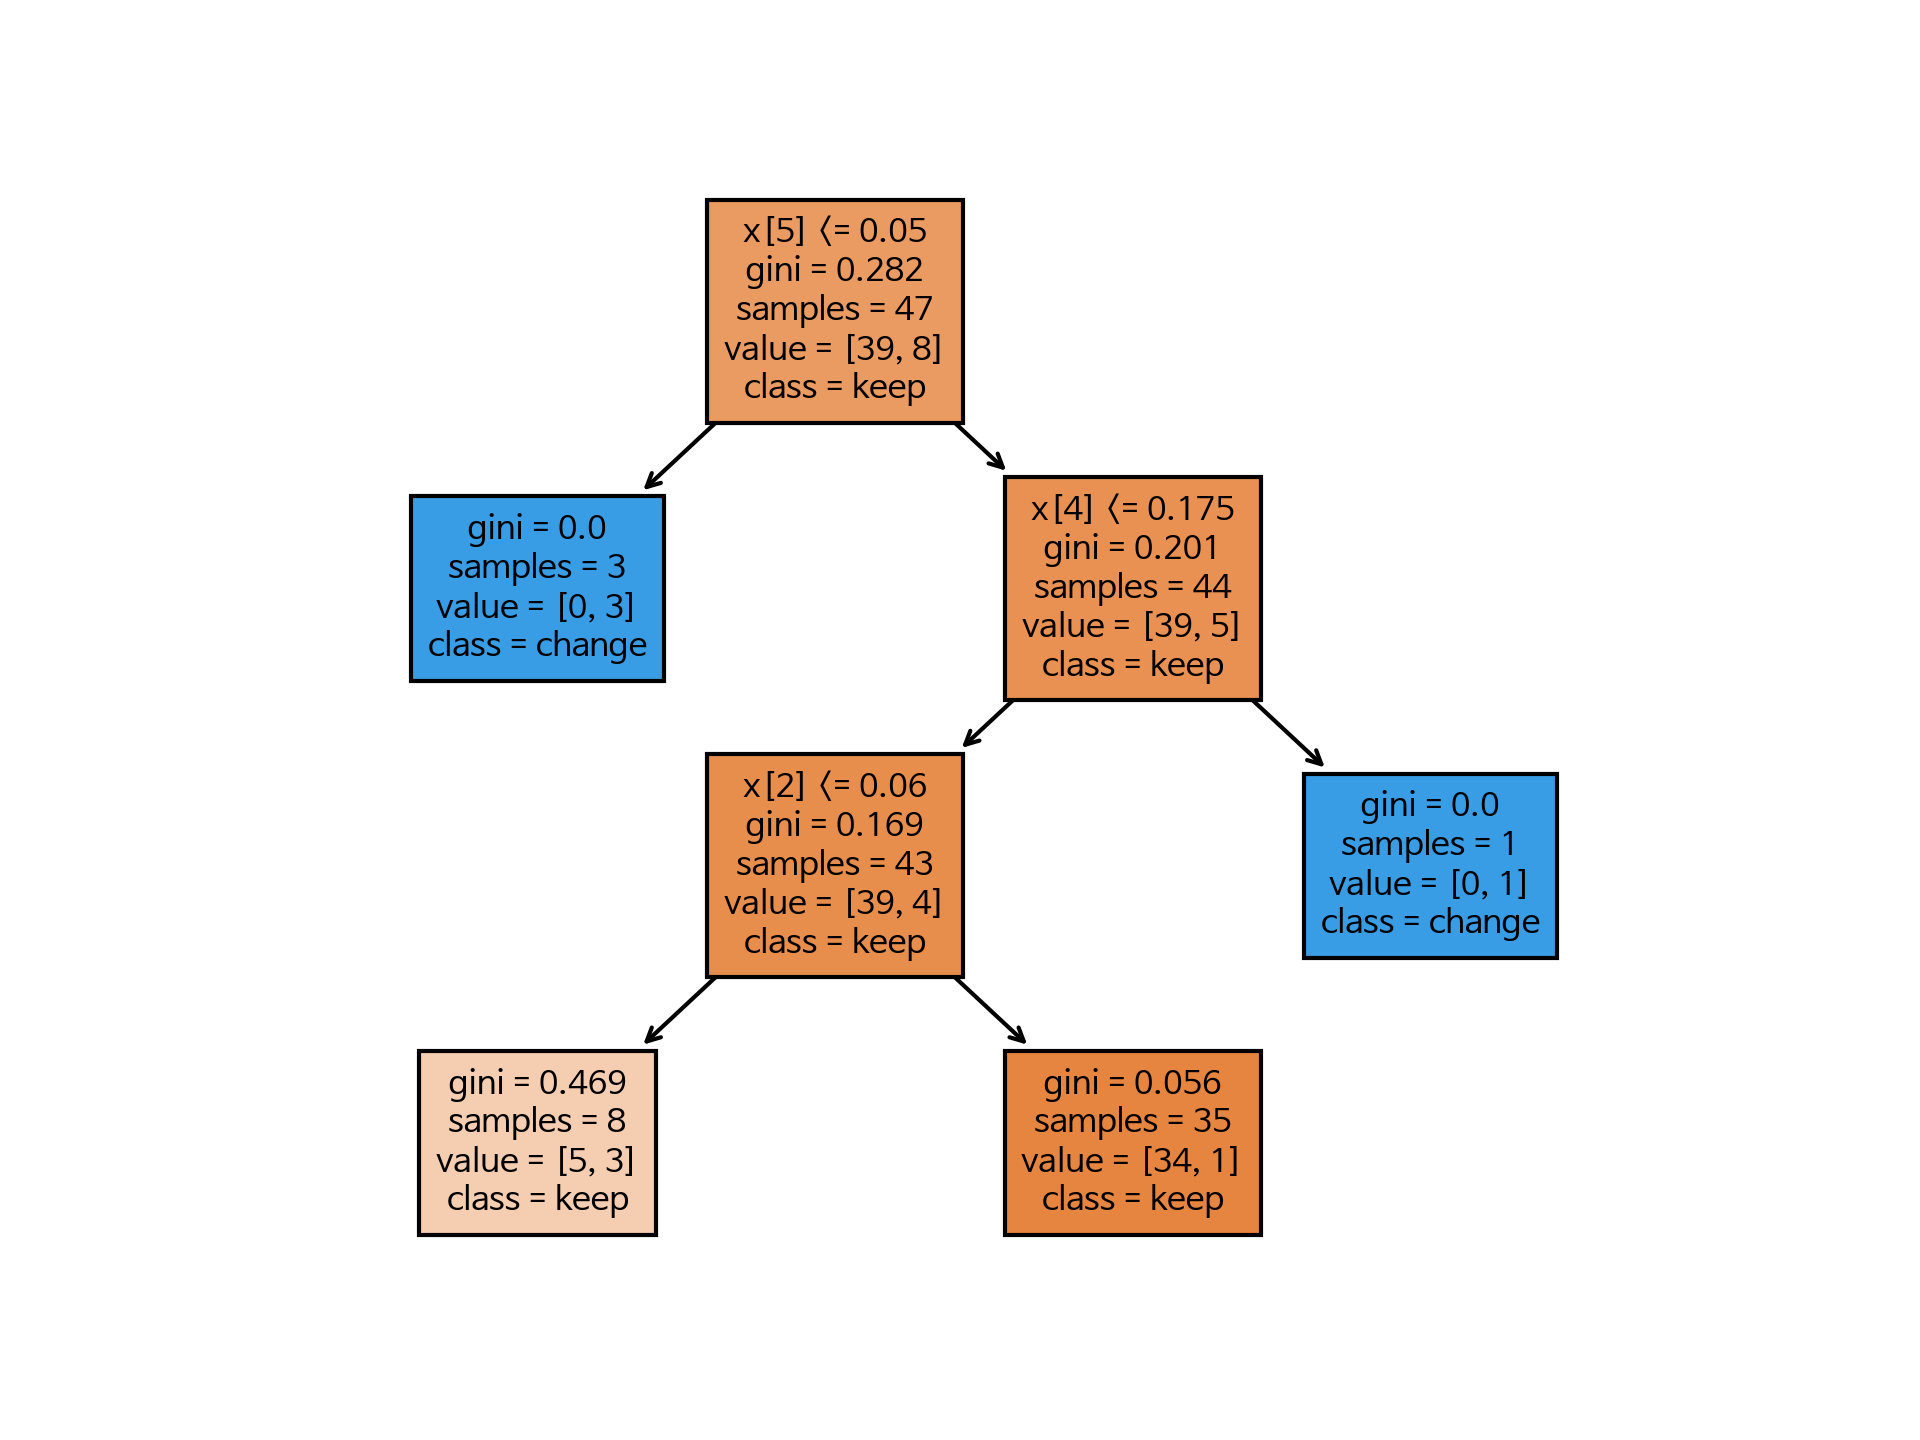 x[5] <= 0.05
gini = 0.282
samples = 47
value = [39, 8]
class = keep
gini = 0.0
samples = 3
value = [0, 3]
class = change
x[4] <= 0.175
gini = 0.201
samples = 44
value = [39, 5]
class = keep
x[2] <= 0.06
gini = 0.169
samples = 43
value = [39, 4]
class = keep
gini = 0.0
samples = 1
value = [0, 1]
class = change
gini = 0.469
samples = 8
value = [5, 3]
class = keep
gini = 0.056
samples = 35
value = [34, 1]
class = keep